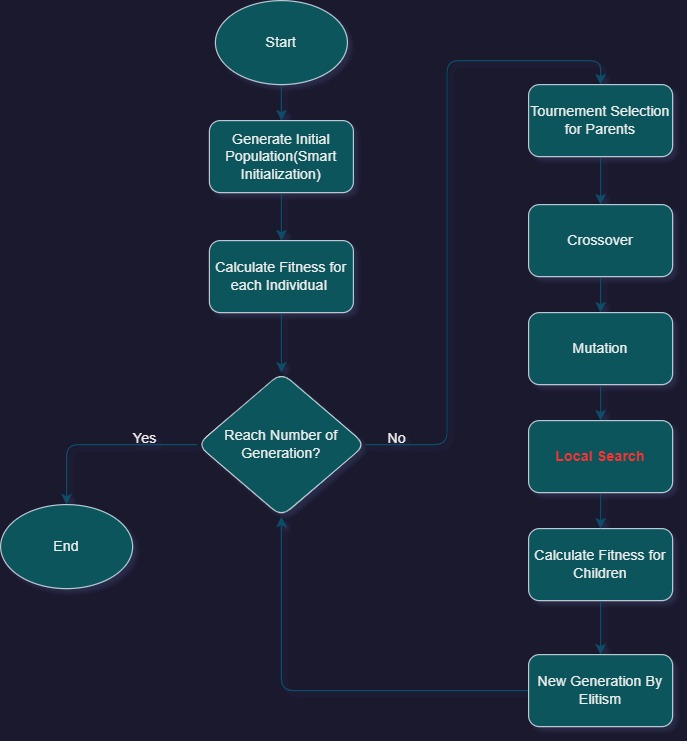 Start
Generate Initial
Population(Smart
Initialization)
Calculate Fitness for
each Individual
Reach Number of
Generation?
Yes
No
End
Tournement Selection
for Parents
Crossover
Mutation
Local Search
Calculate Fitness for
Children
New Generation By
Elitism